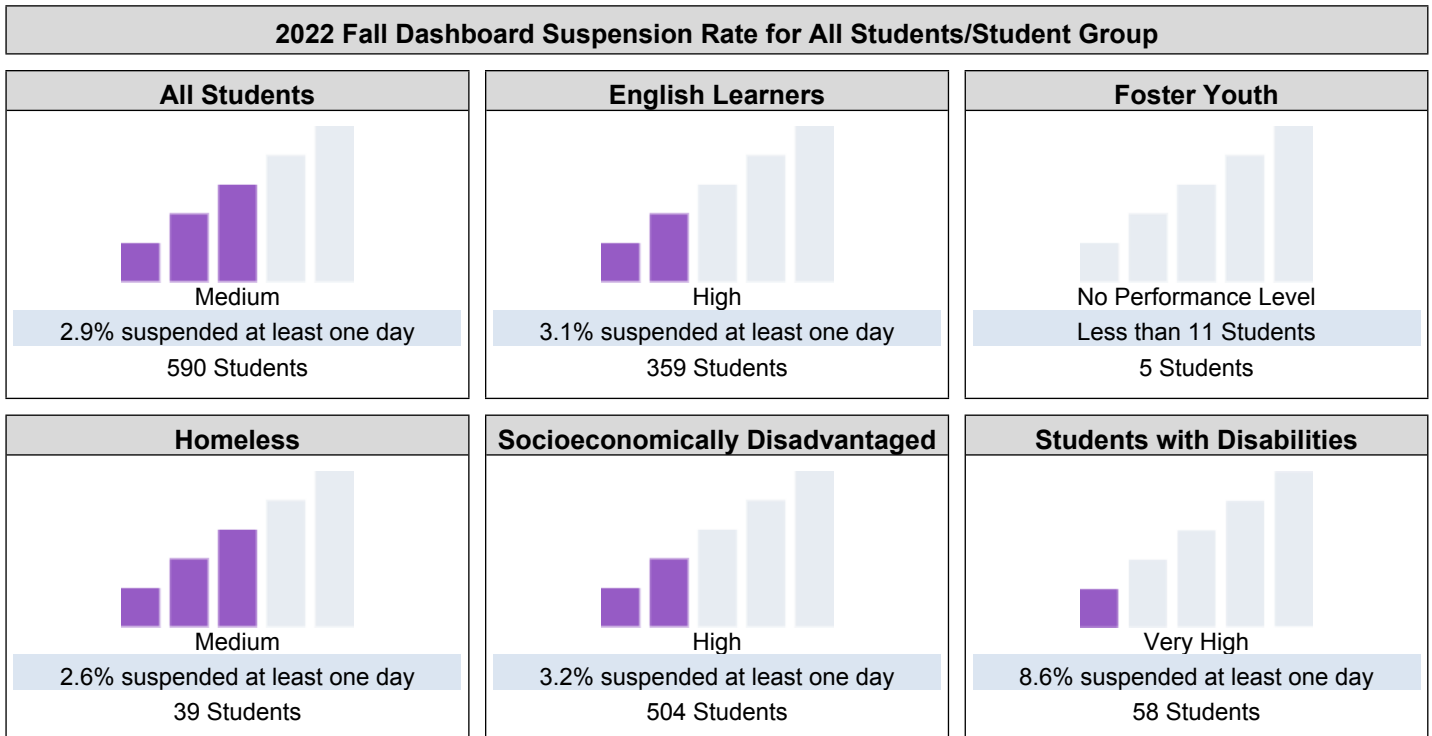 2022 Fall Dashboard Suspension Rate for All Students/Student Group
All Students
Medium
2.9% suspended at least one day
590 Students
English Learners
High
3.1% suspended at least one day
359 Students
Foster Youth
No Performance Level
Less than 11 Students
5 Students
Homeless
Medium
2.6% suspended at least one day
39 Students
Socioeconomically Disadvantaged
High
3.2% suspended at least one day
504 Students
Students with Disabilities
Very High
8.6% suspended at least one day
58 Students